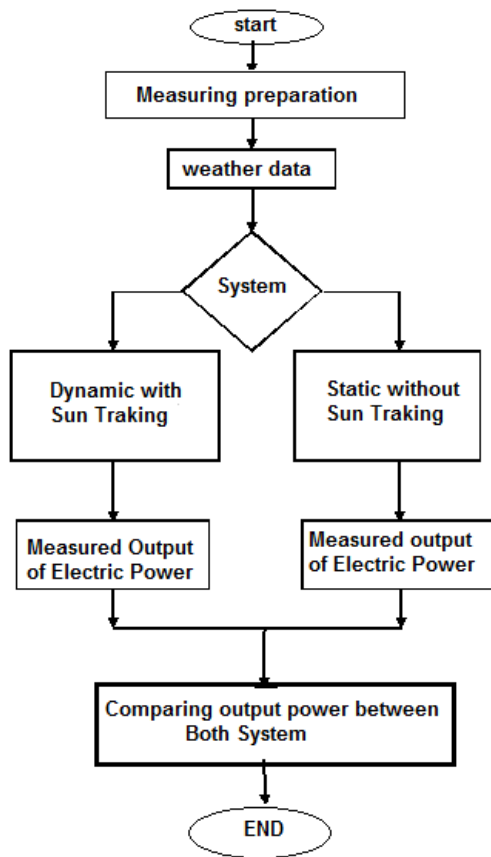 start
Measuring preparation
weather data
System
Dynamic with
Sun Traking
Static without
Sun Traking
Measured Output
of Electric Power
Measured output
of Electric Power
Comparing output power between
Both System
END